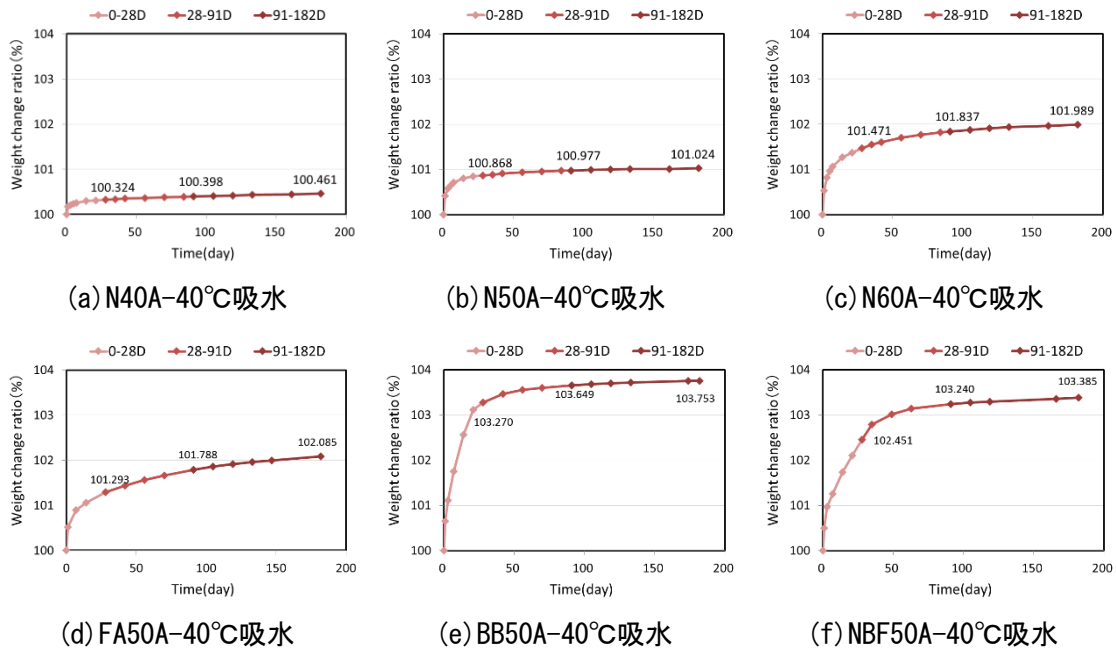 0-28D 28-91D 91-182D
Weight change ratio(%)
104
103
102
101
100
100.324
100.398
100.461
0 50 100 150 200
Time(day)
(a)N40A-40℃吸水
0-28D 28-91D 91-182D
Weight change ratio(%)
104
103
102
101
100
100.868
100.977
101.024
0 50 100 150 200
Time(day)
(b)N50A-40℃吸水
0-28D 28-91D 91-182D
Weight change ratio(%)
104
103
102
101
100
101.471
101.837
101.989
0 50 100 150 200
Time(day)
(c)N60A-40℃吸水
0-28D 28-91D 91-182D
Weight change ratio(%)
104
103
102
101
100
101.293
101.788
102.085
0 50 100 150 200
Time(day)
(d)FA50A-40℃吸水
0-28D 28-91D 91-182D
Weight change ratio(%)
104
103
102
101
100
103.270
103.649
103.753
0 50 100 150 200
Time(day)
(e)BB50A-40℃吸水
0-28D 28-91D 91-182D
Weight change ratio(%)
104
103
102
101
100
102.451
103.240
103.385
0 50 100 150 200
Time(day)
(f)NBF50A-40℃吸水